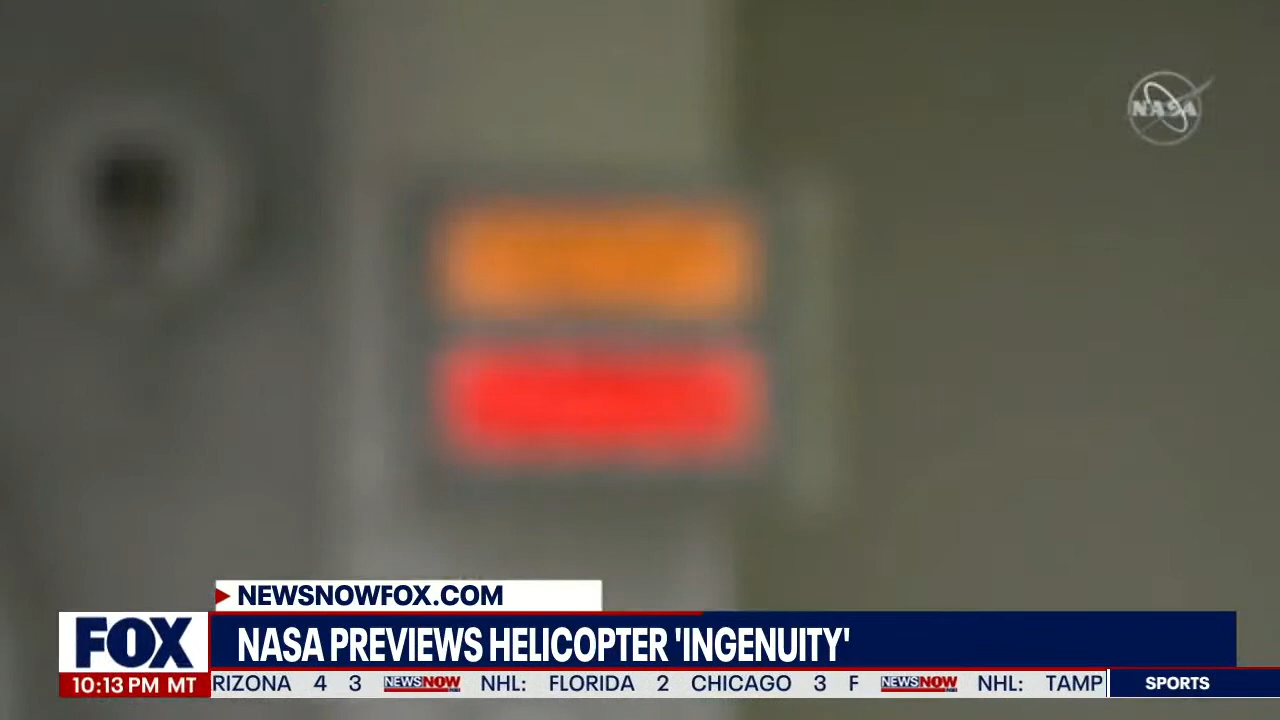 NASA
NEWSNOWFOX.COM
FOX
NASA PREVIEWS HELICOPTER 'INGENUITY'
10:13 PM MT
RIZONA 4 3 NEWSNOW NHL: FLORIDA 2 CHICAGO 3 F NEWSNOW NHL: TAMP
SPORTS